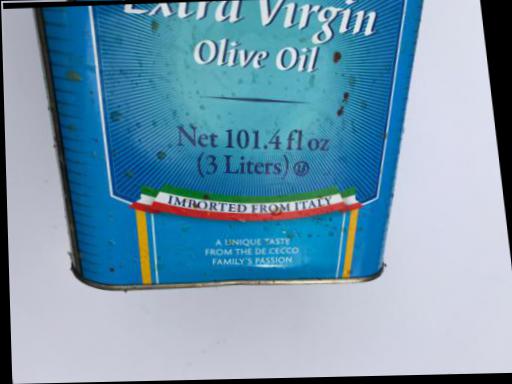 Extra Virgin
Olive Oil
Net 101.4 fl oz
(3 Liters)
IMPORTED FROM ITALY
A UNIQUE TASTE
FROM THE DE CECCO
FAMILY'S PASSION